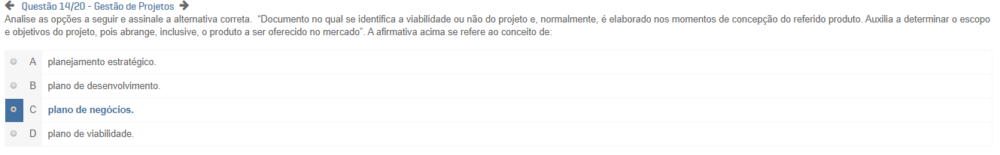 Questão 14/20 - Gestão de Projetos
Analise as opções a seguir e assinale a alternativa correta. “Documento no qual se identifica a viabilidade ou não do projeto e, normalmente, é elaborado nos momentos de concepção do referido produto. Auxilia a determinar o escopo
e objetivos do projeto, pois abrange, inclusive, o produto a ser oferecido no mercado”. A afirmativa acima se refere ao conceito de:
A planejamento estratégico.
B plano de desenvolvimento.
C plano de negócios.
D plano de viabilidade.